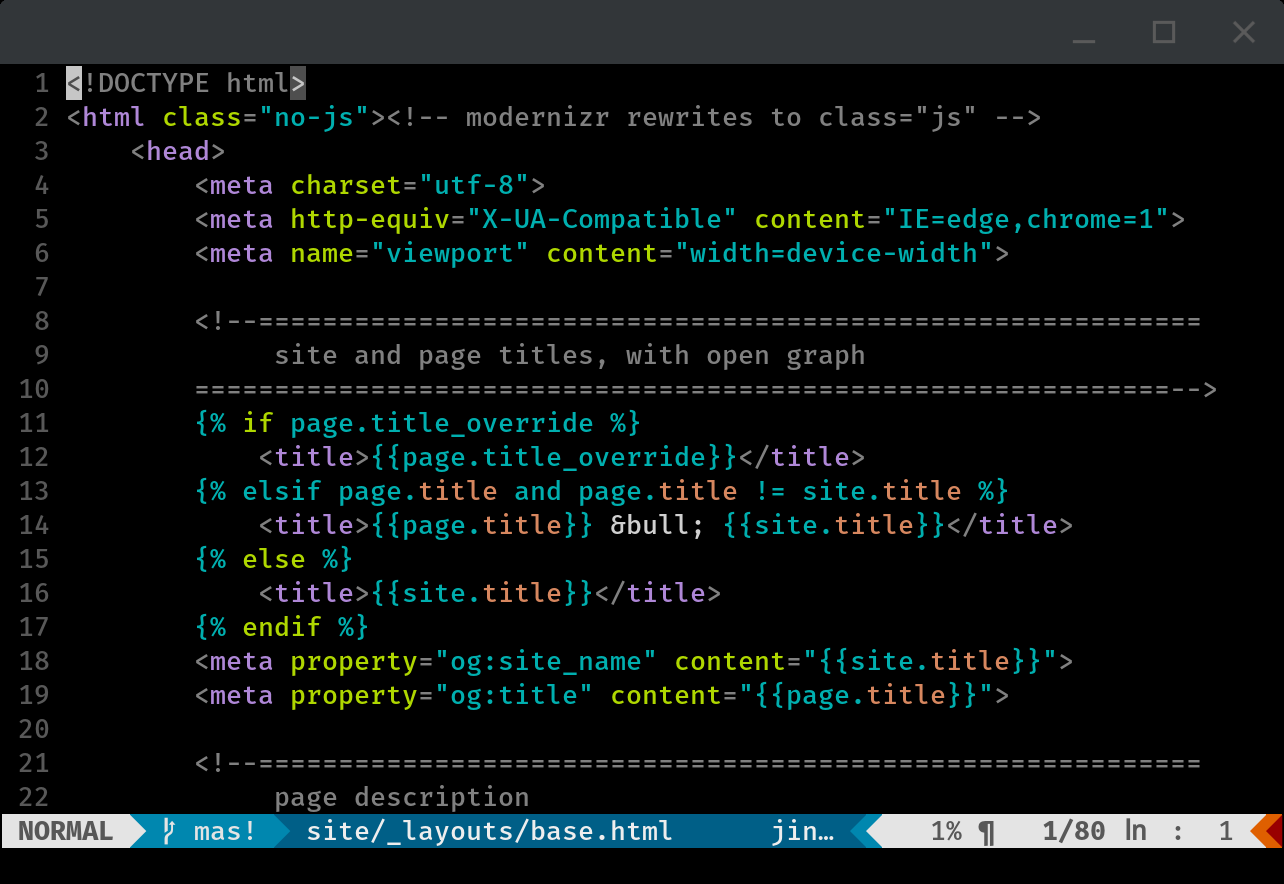 1 <!DOCTYPE html>
2 <html class="no-js"><!-- modernizr rewrites to class="js" -->
3     <head>
4         <meta charset="utf-8">
5         <meta http-equiv="X-UA-Compatible" content="IE=edge,chrome=1">
6         <meta name="viewport" content="width=device-width">
7
8         <!--===========================================================
9              site and page titles, with open graph
10         =============================================================-->
11         {% if page.title_override %}
12             <title>{{page.title_override}}</title>
13         {% elsif page.title and page.title != site.title %}
14             <title>{{page.title}} &bull; {{site.title}}</title>
15         {% else %}
16             <title>{{site.title}}</title>
17         {% endif %}
18         <meta property="og:site_name" content="{{site.title}}">
19         <meta property="og:title" content="{{page.title}}">
20
21         <!--===========================================================
22              page description
NORMAL mas! site/_layouts/base.html jin… 1% ¶ 1/80 ln : 1